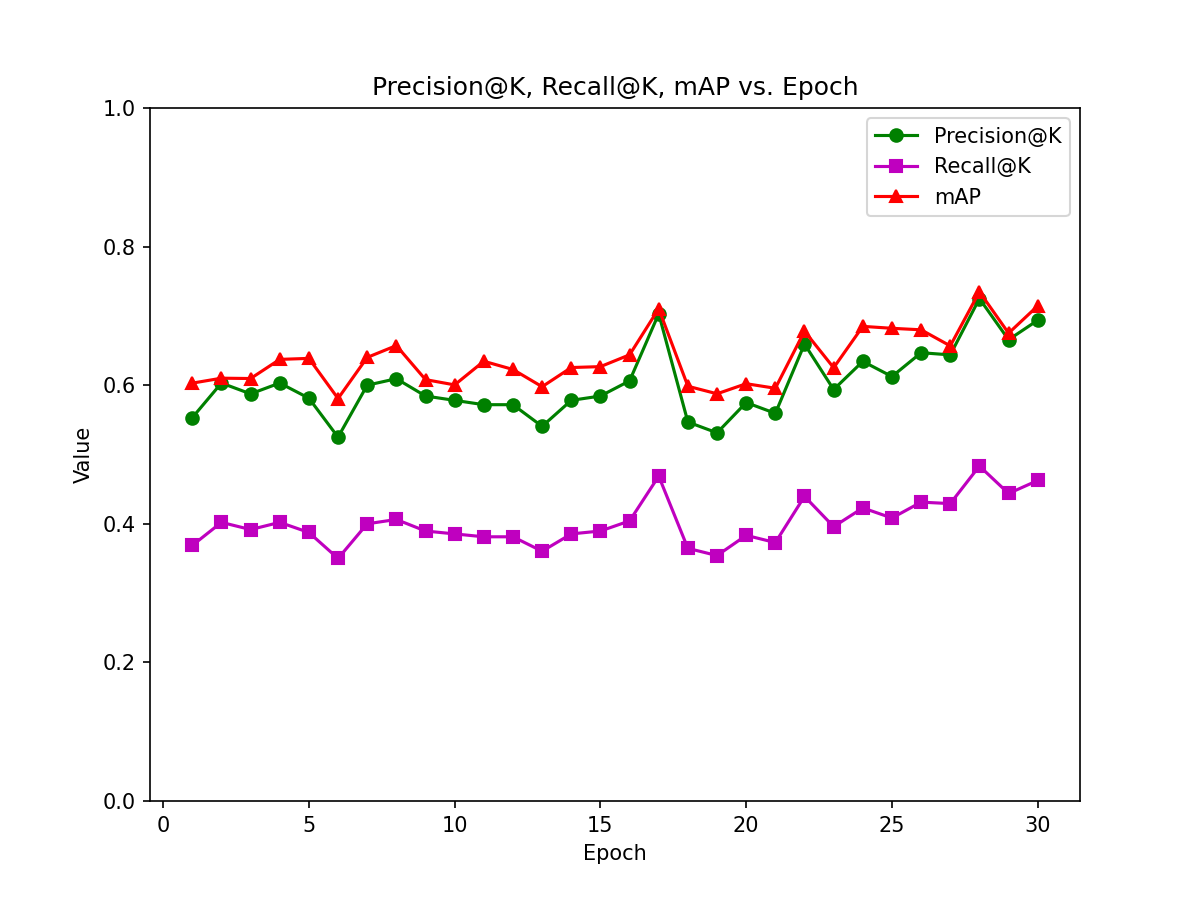 Precision@K, Recall@K, mAP vs. Epoch
1.0
0.8
0.6
0.4
0.2
0.0
Value
Precision@K
Recall@K
mAP
0 5 10 15 20 25 30
Epoch